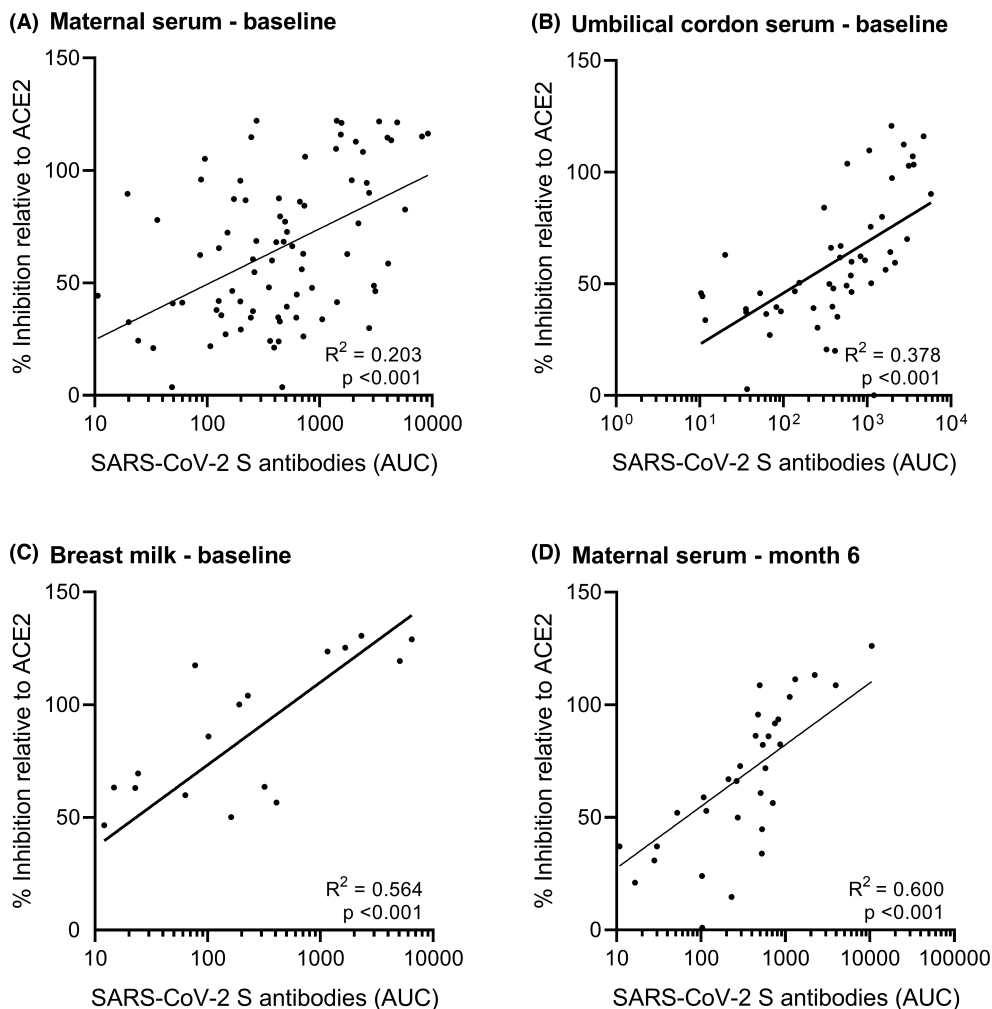 (A) Maternal serum - baseline
150
100
50
0
% Inhibition relative to ACE2
R² = 0.203
p <0.001
10 100 1000 10000
SARS-CoV-2 S antibodies (AUC)
(B) Umbilical cordon serum - baseline
150
100
50
0
% Inhibition relative to ACE2
R² = 0.378
p <0.001
10⁰ 10¹ 10² 10³ 10⁴
SARS-CoV-2 S antibodies (AUC)
(C) Breast milk - baseline
150
100
50
0
% Inhibition relative to ACE2
R² = 0.564
p <0.001
10 100 1000 10000
SARS-CoV-2 S antibodies (AUC)
(D) Maternal serum - month 6
150
100
50
0
% Inhibition relative to ACE2
R² = 0.600
p <0.001
10 100 1000 10000 100000
SARS-CoV-2 S antibodies (AUC)